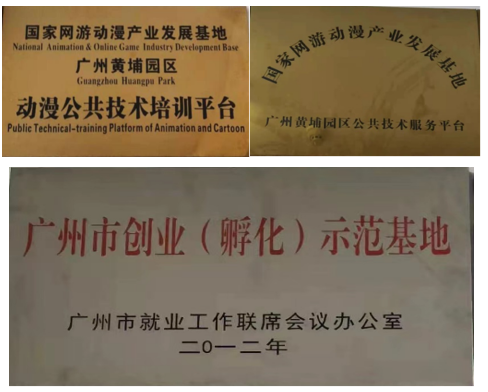 国家网游动漫产业发展基地
National Animation & Online Game Industry Development Base
广州黄埔园区
Guangzhou Huangpu Park
动漫公共技术培训平台
Public Technical-training Platform of Animation and Cartoon
国家网游动漫产业发展基地
广州黄埔园区公共技术服务平台
广州市创业（孵化）示范基地
广州市就业工作联席会议办公室
二〇一二年